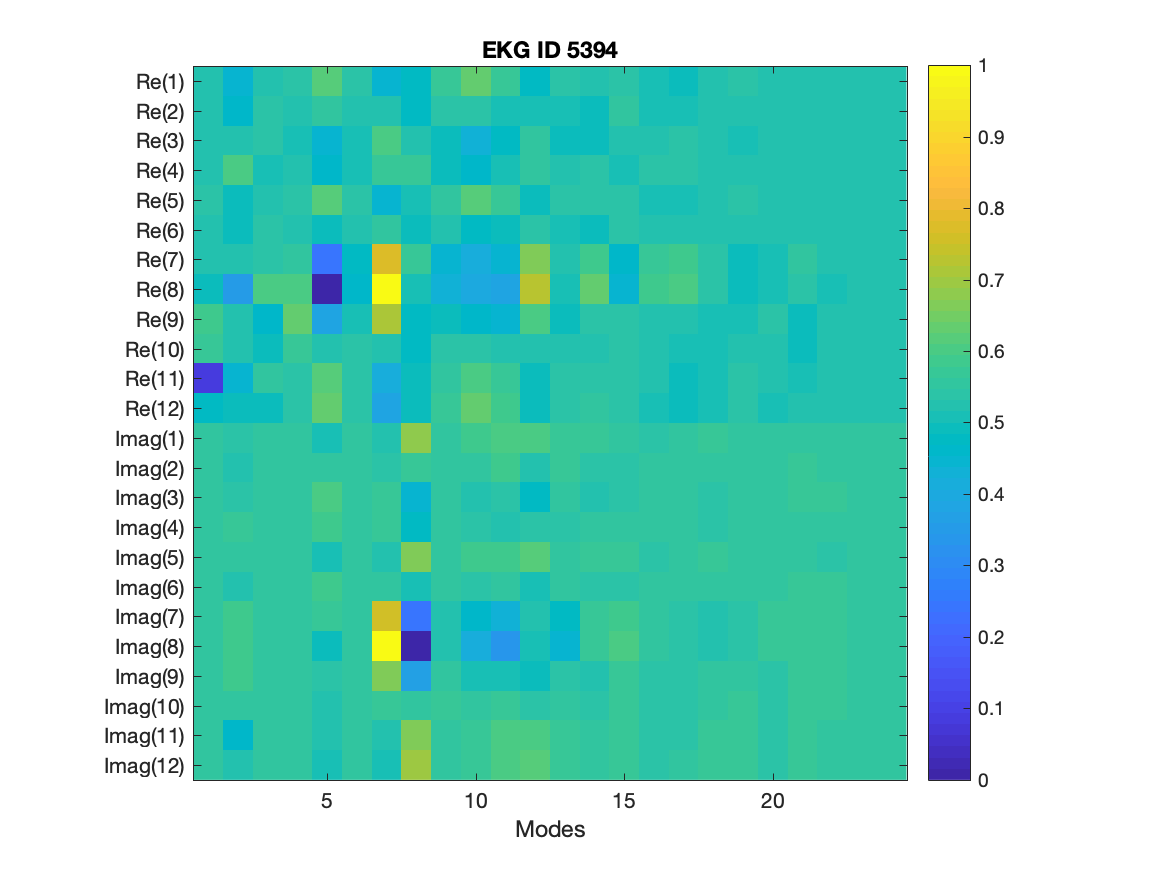 EKG ID 5394
Re(1)
Re(2)
Re(3)
Re(4)
Re(5)
Re(6)
Re(7)
Re(8)
Re(9)
Re(10)
Re(11)
Re(12)
Imag(1)
Imag(2)
Imag(3)
Imag(4)
Imag(5)
Imag(6)
Imag(7)
Imag(8)
Imag(9)
Imag(10)
Imag(11)
Imag(12)
5 10 15 20
Modes
1
0.9
0.8
0.7
0.6
0.5
0.4
0.3
0.2
0.1
0